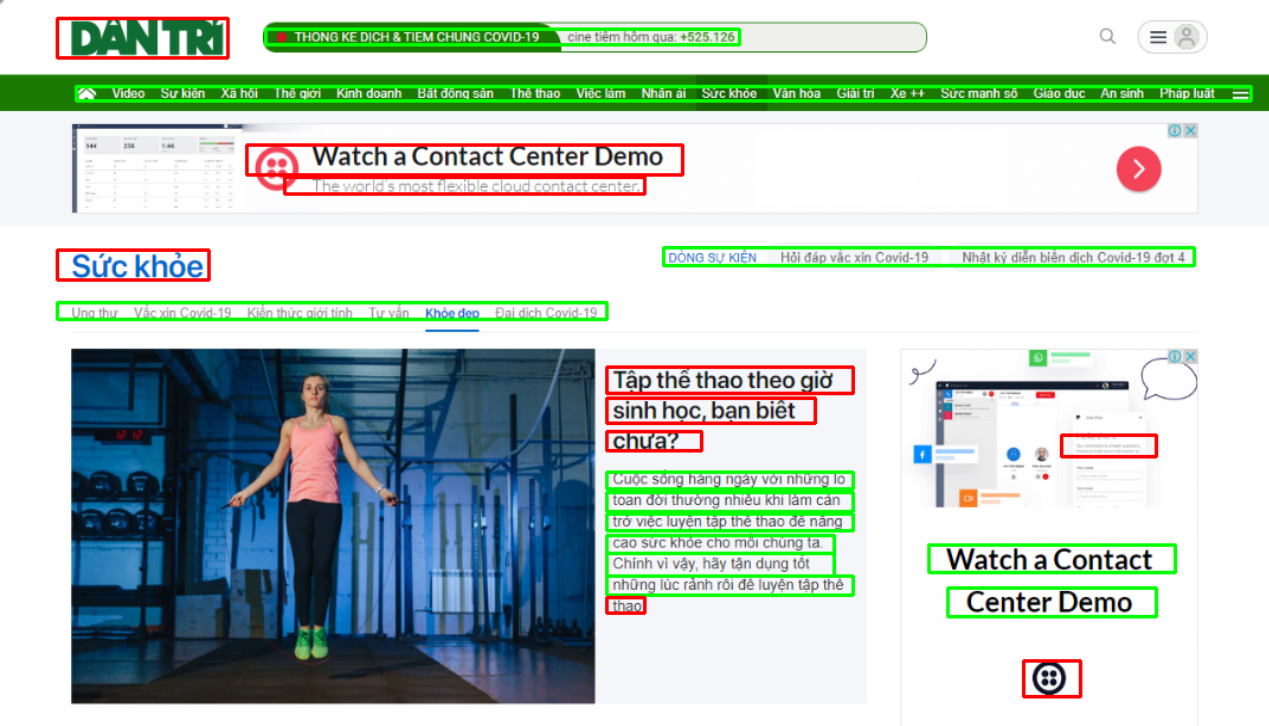 DÂN TRÍ
THỐNG KÊ DỊCH & TIÊM CHỦNG COVID-19
cine tiêm hôm qua: +525.126
Video Sự kiện Xã hội Thế giới Kinh doanh Bất động sản Thể thao Việc làm Nhân ái Sức khỏe Văn hóa Giải trí Xe ++ Sức mạnh số Giáo dục An sinh Pháp luật
144 238 1:46
Watch a Contact Center Demo
The world's most flexible cloud contact center.
Sức khỏe
DÒNG SỰ KIỆN Hỏi đáp vắc xin Covid-19 Nhật ký diễn biến dịch Covid-19 đợt 4
Ung thư Vắc xin Covid-19 Kiến thức giới tính Tư vấn Khỏe đẹp Đại dịch Covid-19
12:12
Tập thể thao theo giờ
sinh học, bạn biết
chưa?
Cuộc sống hàng ngày với những lo
toan đời thường nhiều khi làm cản
trở việc luyện tập thể thao để nâng
cao sức khỏe cho mỗi chúng ta.
Chính vì vậy, hãy tận dụng tốt
những lúc rảnh rỗi để luyện tập thể
thao
Watch a Contact
Center Demo